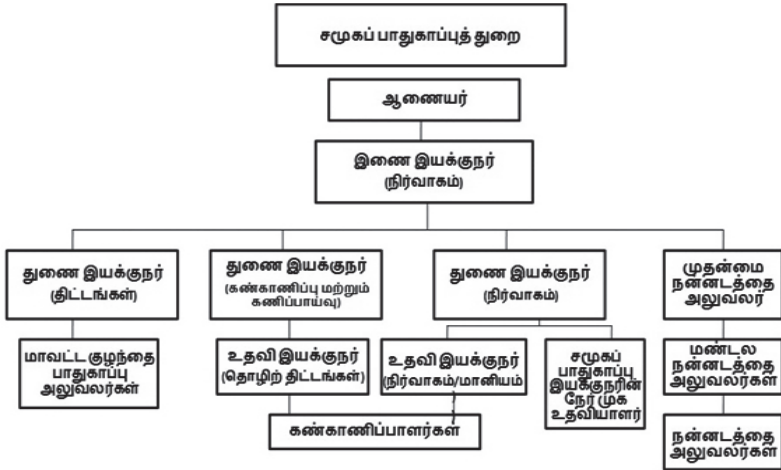 சமூகப் பாதுகாப்புத் துறை
ஆணையர்
இணை இயக்குநர்
(நிர்வாகம்)
துணை இயக்குநர்
(திட்டங்கள்)
துணை இயக்குநர்
(கண்காணிப்பு மற்றும்
கணிப்பாய்வு)
துணை இயக்குநர்
(நிர்வாகம்)
முதன்மை
நன்னடத்தை
அலுவலர்
மாவட்டகுழந்தை
பாதுகாப்பு
அலுவலர்கள்
உதவி இயக்குநர்
(தொழிற் திட்டங்கள்)
உதவி இயக்குநர்
(நிர்வாகம்/மானியம்
சமூகப்
பாதுகாப்பு
இயக்குநரின்
நேர் முக
உதவியாளர்
மண்டல
நன்னடத்தை
அலுவலர்கள்
கண்காணிப்பாளர்கள்
நன்னடத்தை
அலுவலர்கள்